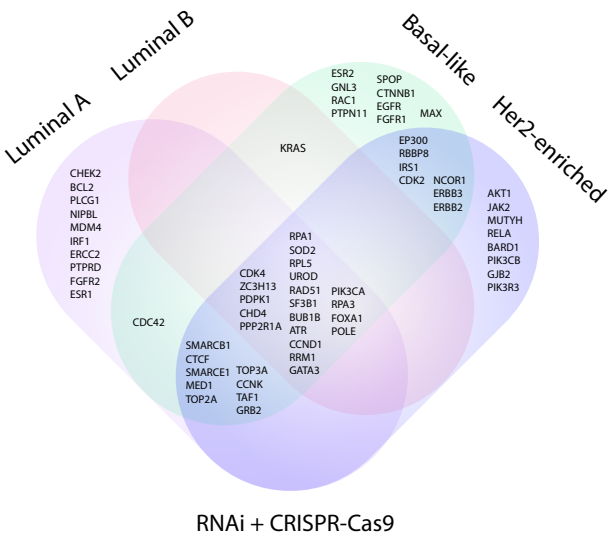 Luminal A
Luminal B
Basal-like
Her2-enriched
ESR2
GNL3
RAC1
PTPN11
SPOP
CTNNB1
EGFR
FGFR1
MAX
KRAS
EP300
RBBP8
IRS1
CDK2
NCOR1
ERBB3
ERBB2
CHEK2
BCL2
PLCG1
NIPBL
MDM4
IRF1
ERCC2
PTPRD
FGFR2
ESR1
AKT1
JAK2
MUTYH
RELA
BARD1
PIK3CB
GJB2
PIK3R3
CDK4
ZC3H13
PDPK1
CHD4
PPP2R1A
RPA1
SOD2
RPL5
UROD
RAD51
SF3B1
BUB1B
ATR
CCND1
RRM1
GATA3
PIK3CA
RPA3
FOXA1
POLE
CDC42
SMARCB1
CTCF
SMARCE1
MED1
TOP2A
TOP3A
CCNK
TAF1
GRB2
RNAi + CRISPR-Cas9